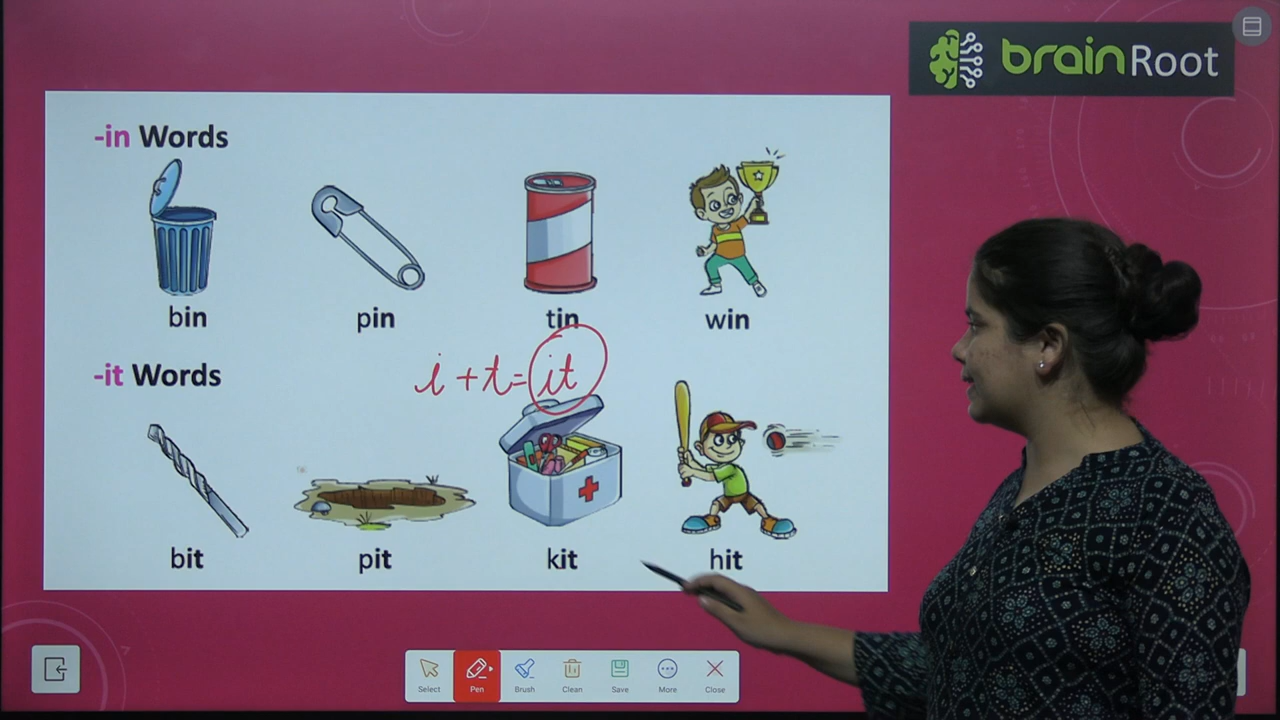 brainRoot
-in Words
bin pin tin win
i + t = it
-it Words
bit pit kit hit
Select Pen Brush Clean Save More Close